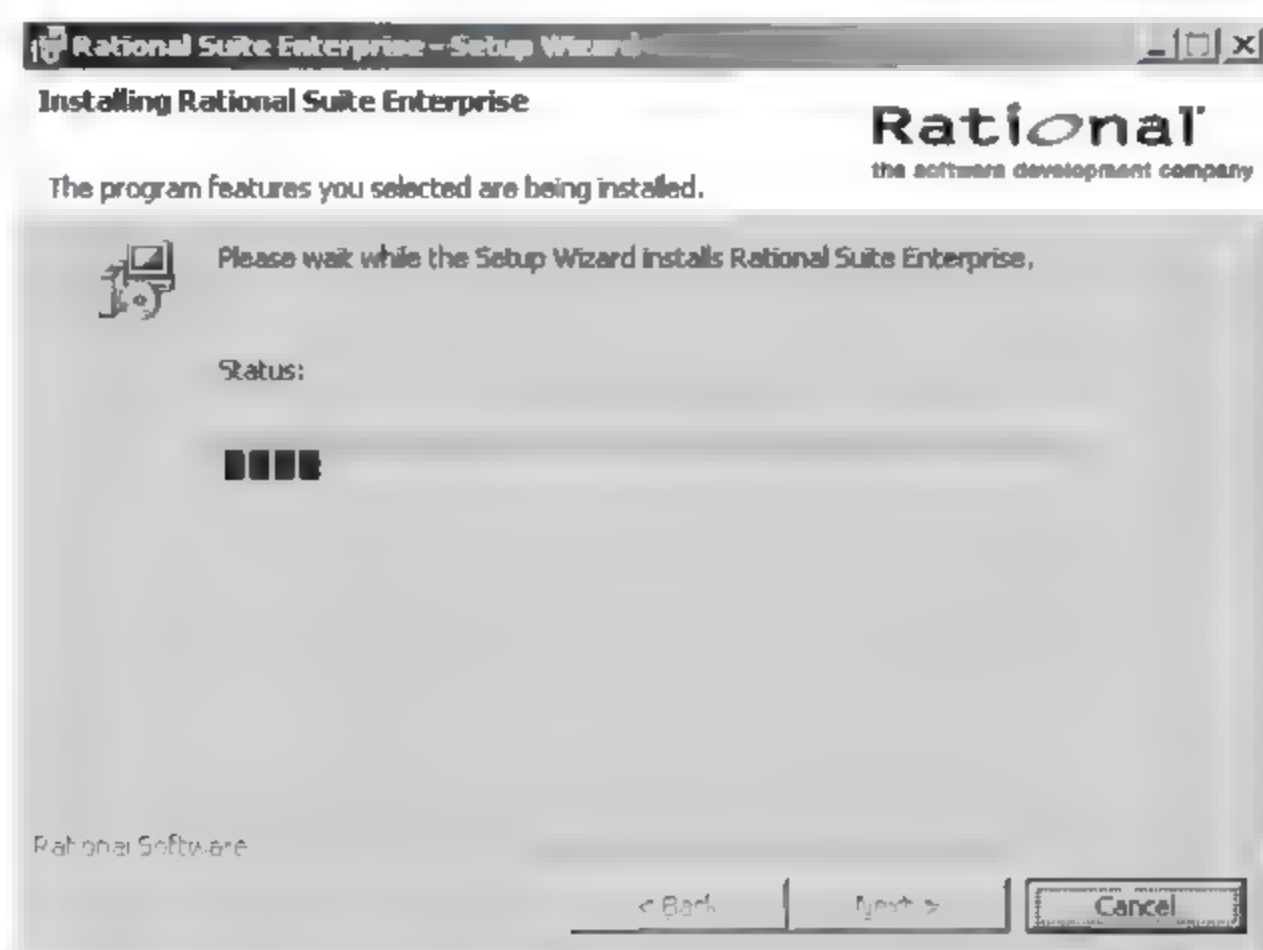 Rational Suite Enterprise - Setup Wizard
Installing Rational Suite Enterprise
Rational
the software development company
The program features you selected are being installed.
Please wait while the Setup Wizard installs Rational Suite Enterprise.
Status:
Rational Software
< Back
Next >
Cancel